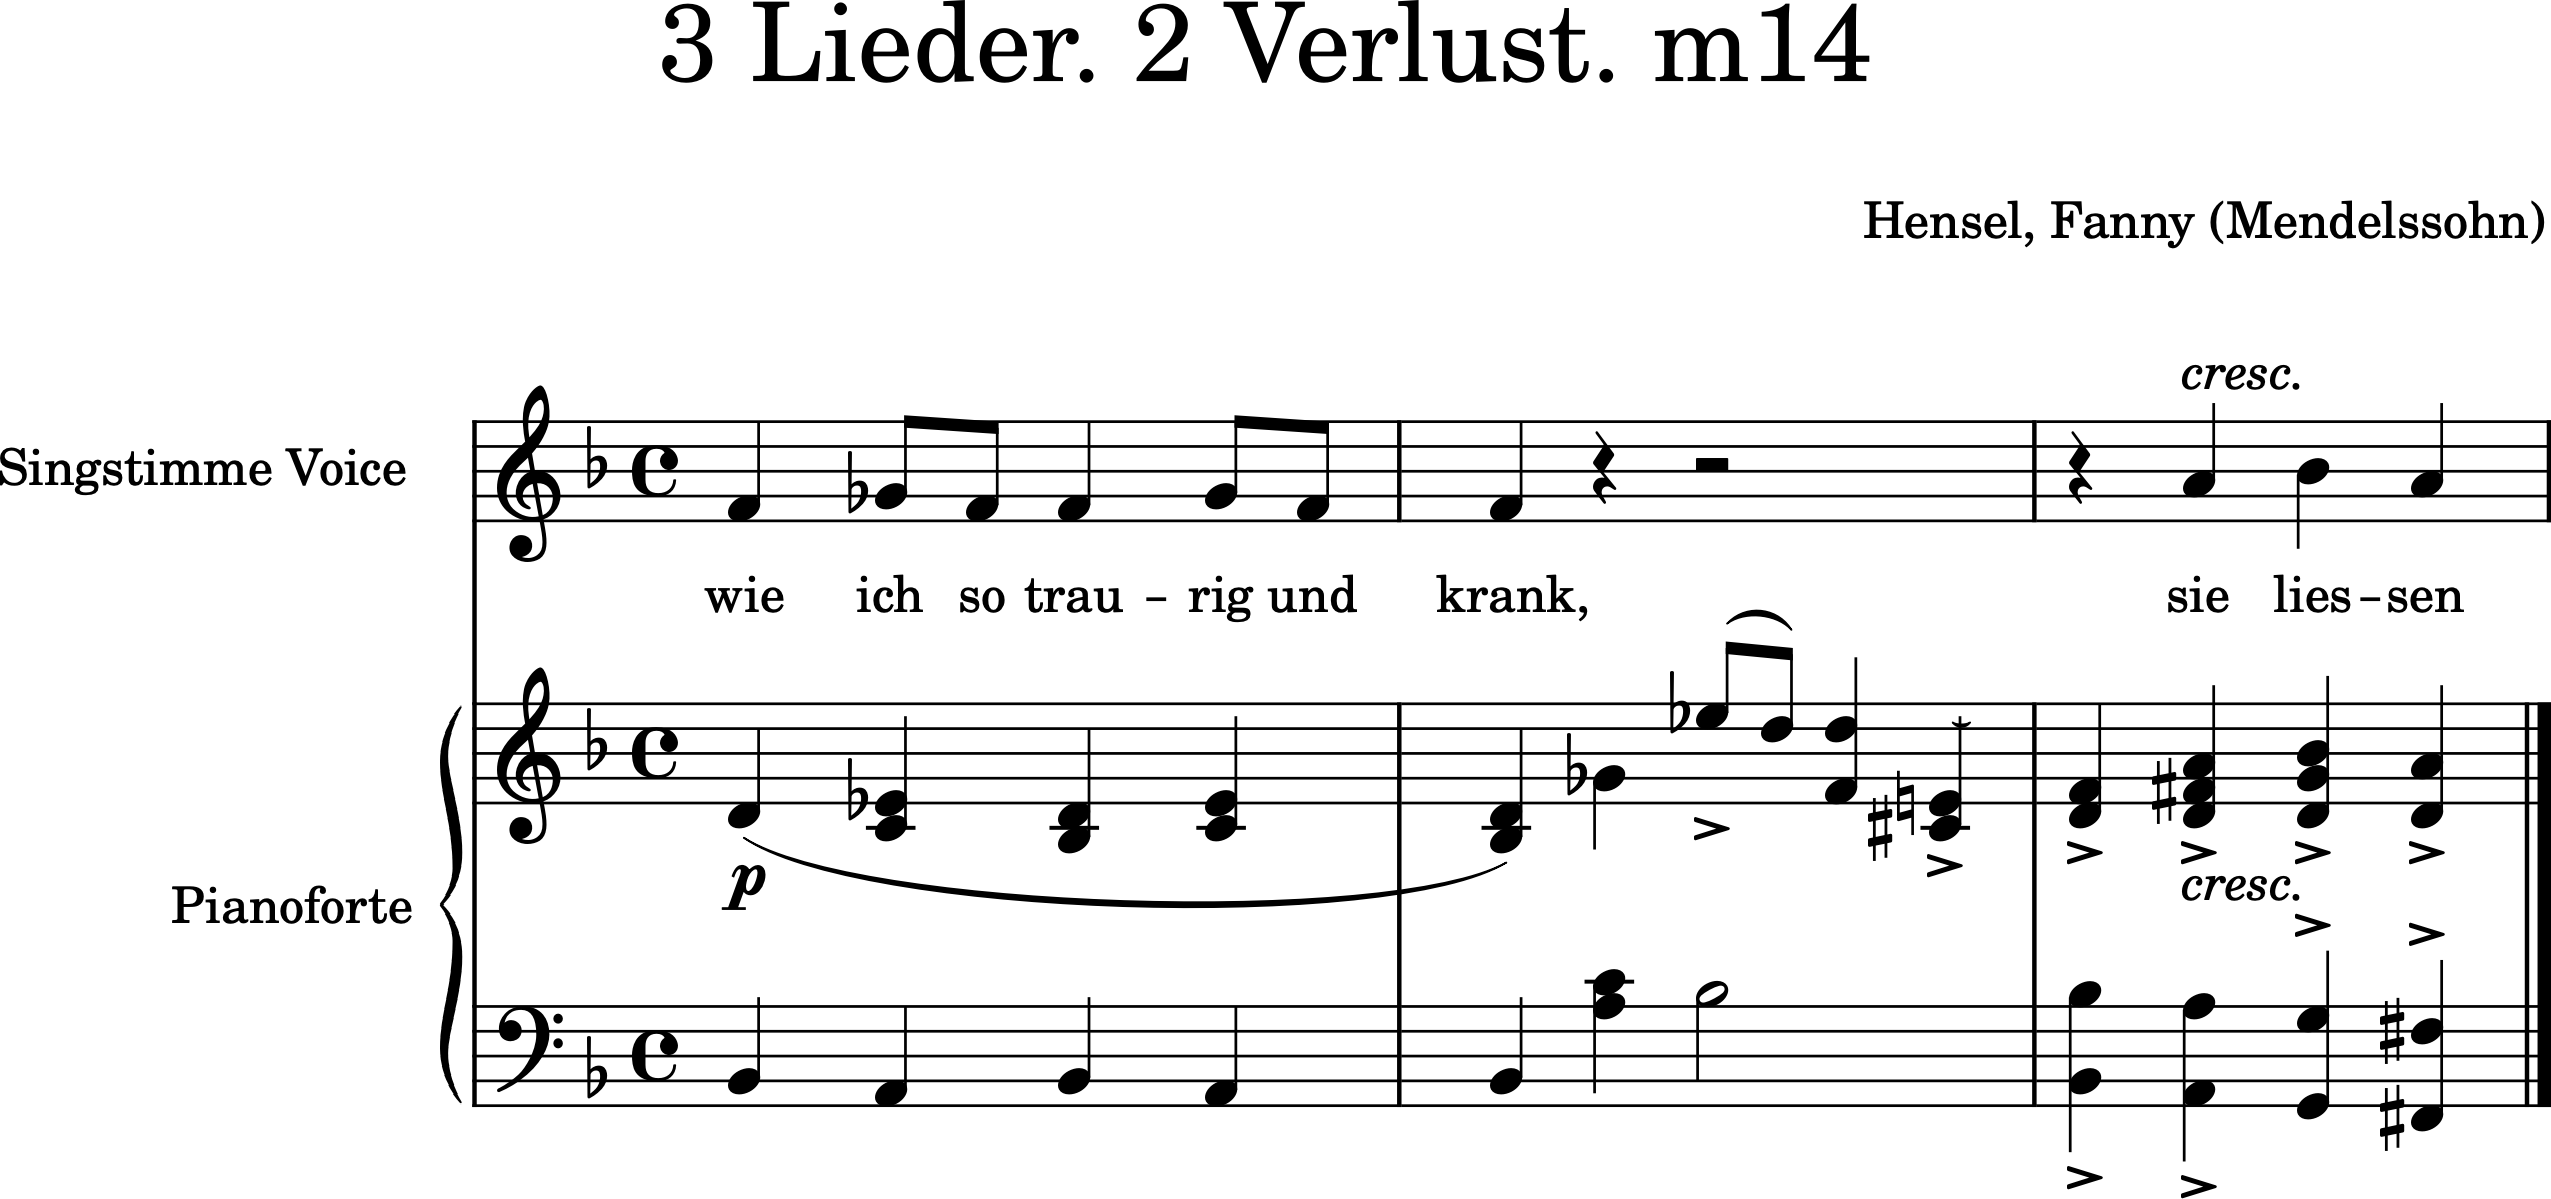 3 Lieder. 2 Verlust. m14
Hensel, Fanny (Mendelssohn)
cresc.
Singstimme Voice
wie ich so trau - rig und krank, sie lies - sen
p
cresc.
Pianoforte